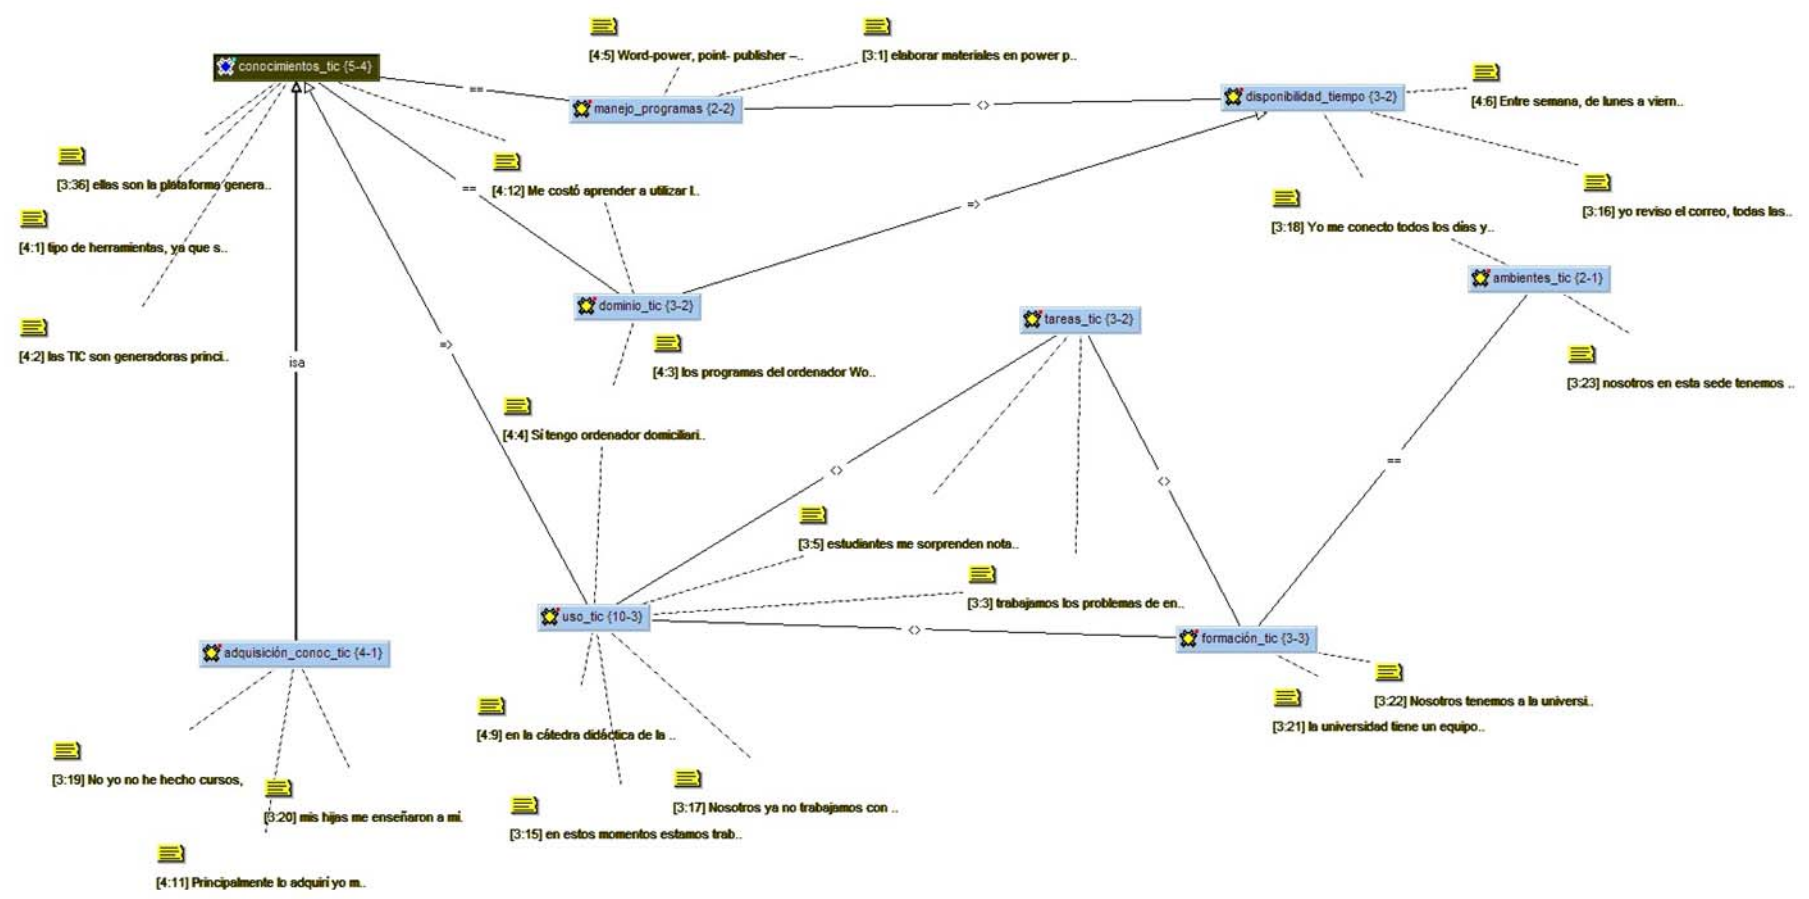 [4:5] Word-power, point- publisher –..
[3:1] elaborar materiales en power p..
conocimientos_tic {5-4}
==
manejo_programas {2-2}
<>
disponibilidad_tiempo {3-2}
[4:6] Entre semana, de lunes a viern..
[3:36] ellas son la plataforma genera..
==
[4:12] Me costó aprender a utilizar l..
=>
[3:18] Yo me conecto todos los días y..
[3:16] yo reviso el correo, todas las..
[4:1] tipo de herramientas, ya que s..
ambientes_tic {2-1}
dominio_tic {3-2}
tareas_tic {3-2}
[4:2] las TIC son generadoras princi..
isa
=>
[4:3] los programas del ordenador Wo..
[3:23] nosotros en esta sede tenemos ..
[4:4] Sí tengo ordenador domiciliari..
<>
<>
==
[3:5] estudiantes me sorprenden nota..
[3:3] trabajamos los problemas de en..
uso_tic {10-3}
<>
formación_tic {3-3}
adquisición_conoc_tic {4-1}
[3:22] Nosotros tenemos a la universi..
[3:21] la universidad tiene un equipo..
[4:9] en la cátedra didáctica de la ..
[3:19] No yo no he hecho cursos,
[3:20] mis hijas me enseñaron a mi.
[3:17] Nosotros ya no trabajamos con ..
[3:15] en estos momentos estamos trab..
[4:11] Principalmente lo adquirí yo m..